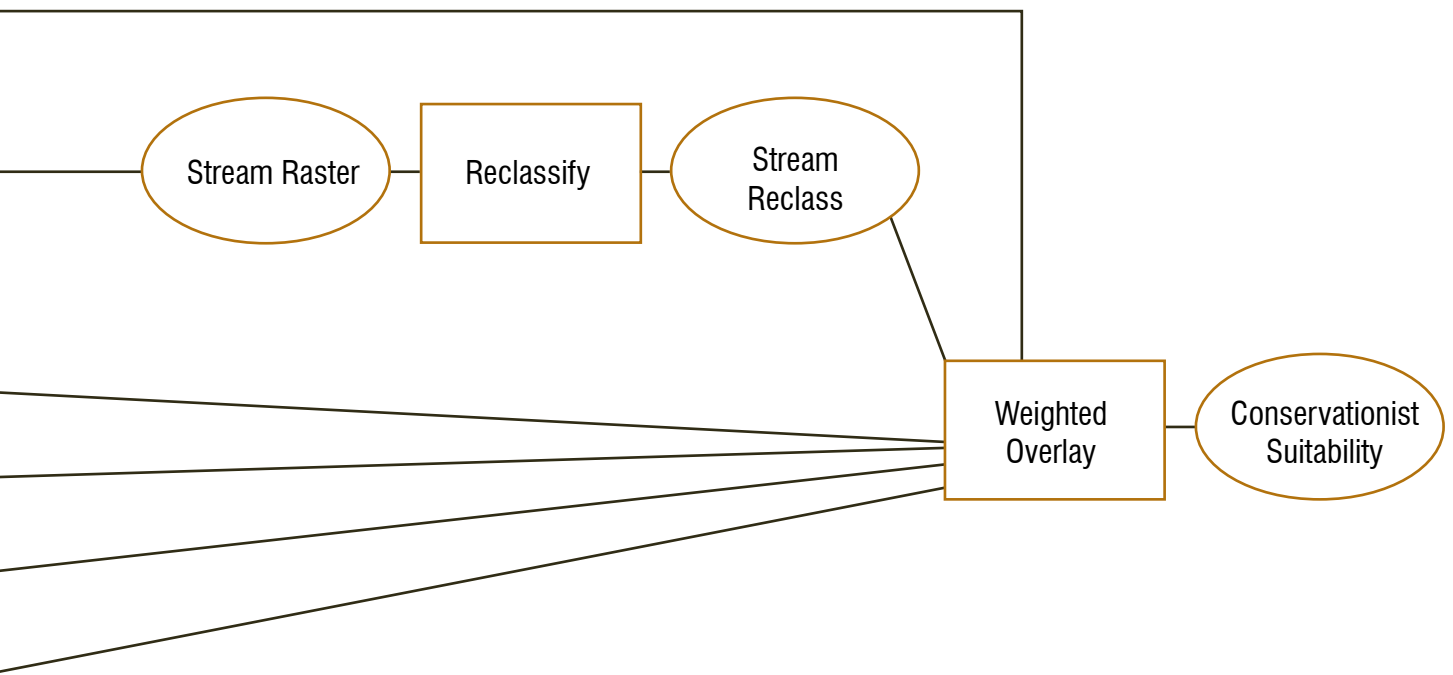 Stream Raster
Reclassify
Stream
Reclass
Weighted
Overlay
Conservationist
Suitability